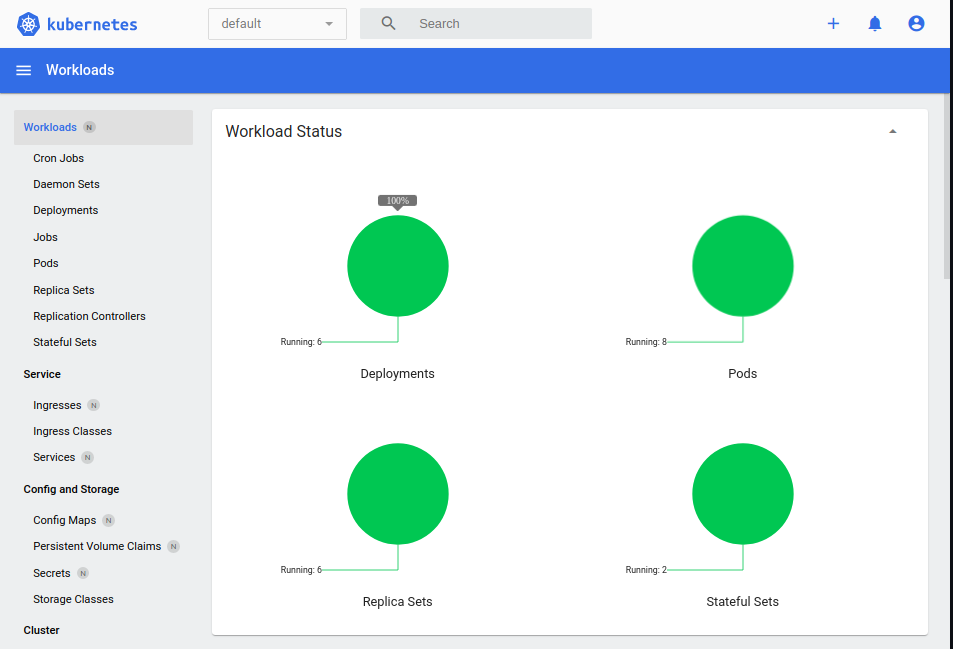 kubernetes
default
Search
Workloads
Workloads N
Cron Jobs
Daemon Sets
Deployments
Jobs
Pods
Replica Sets
Replication Controllers
Stateful Sets
Service
Ingresses N
Ingress Classes
Services N
Config and Storage
Config Maps N
Persistent Volume Claims N
Secrets N
Storage Classes
Cluster
Workload Status
100%
Running: 6
Deployments
Running: 8
Pods
Running: 6
Replica Sets
Running: 2
Stateful Sets